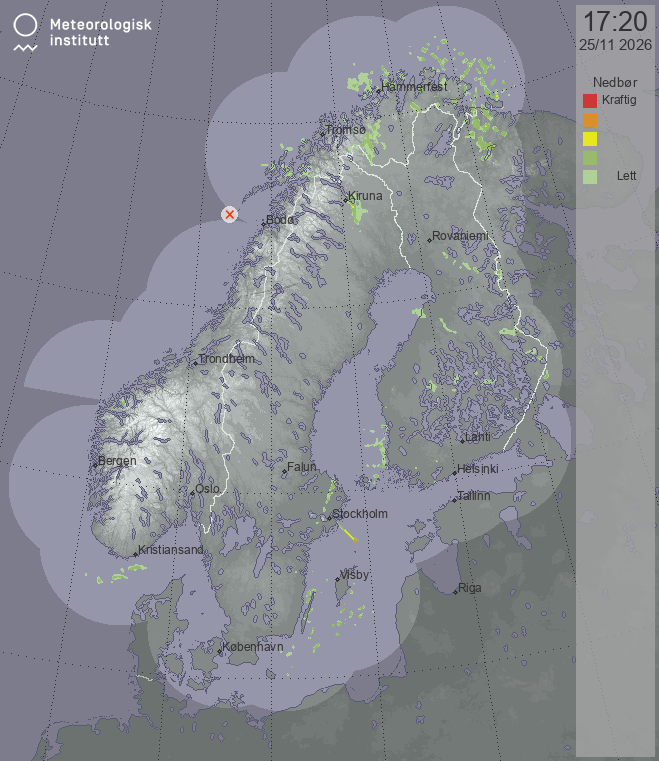 Meteorologisk
institutt
17:20
25/11 2026
Nedbør
Kraftig
Lett
Hammerfest
Tromsø
Kiruna
Bodø
Rovaniemi
Trondheim
Lahti
Bergen
Falun
Helsinki
Oslo
Tallinn
Stockholm
Kristiansand
Visby
Riga
København